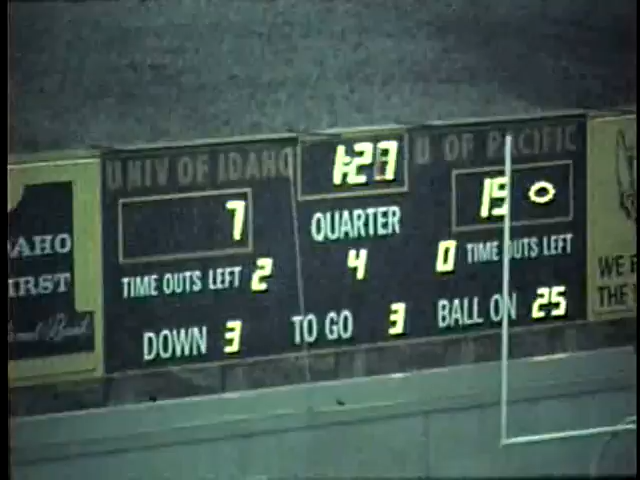 UNIV OF IDAHO 1:27 U OF PACIFIC
7 QUARTER 15
TIME OUTS LEFT 2 4 0 TIME OUTS LEFT
DOWN 3 TO GO 3 BALL ON 25
AHO
IRST
Bank
WE
THE